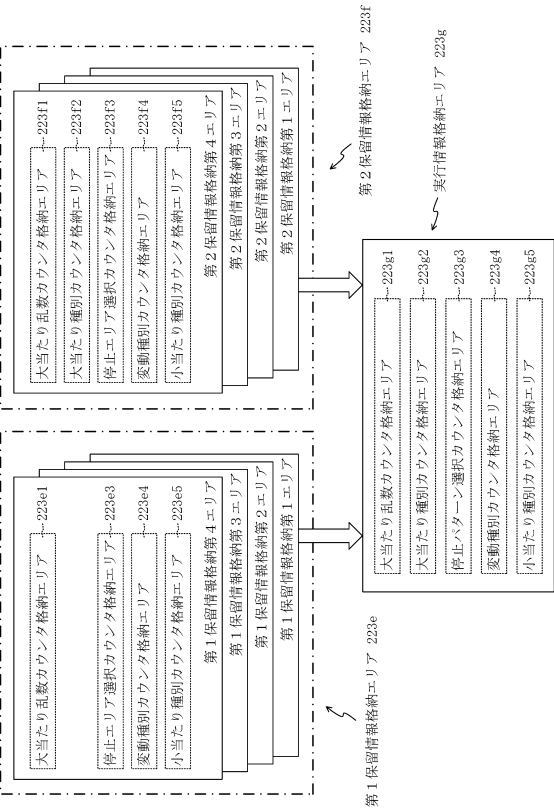 第１保留情報格納エリア 223e
大当たり乱数カウンタ格納エリア 223e1
停止エリア選択カウンタ格納エリア 223e3
変動種別カウンタ格納エリア 223e4
小当たり種別カウンタ格納エリア 223e5
第１保留情報格納第４エリア
第１保留情報格納第３エリア
第１保留情報格納第２エリア
第１保留情報格納第１エリア
第２保留情報格納エリア 223f
大当たり乱数カウンタ格納エリア 223f1
大当たり種別カウンタ格納エリア 223f2
停止エリア選択カウンタ格納エリア 223f3
変動種別カウンタ格納エリア 223f4
小当たり種別カウンタ格納エリア 223f5
第２保留情報格納第４エリア
第２保留情報格納第３エリア
第２保留情報格納第２エリア
第２保留情報格納第１エリア
実行情報格納エリア 223g
大当たり乱数カウンタ格納エリア 223g1
大当たり種別カウンタ格納エリア 223g2
停止パターン選択カウンタ格納エリア 223g3
変動種別カウンタ格納エリア 223g4
小当たり種別カウンタ格納エリア 223g5